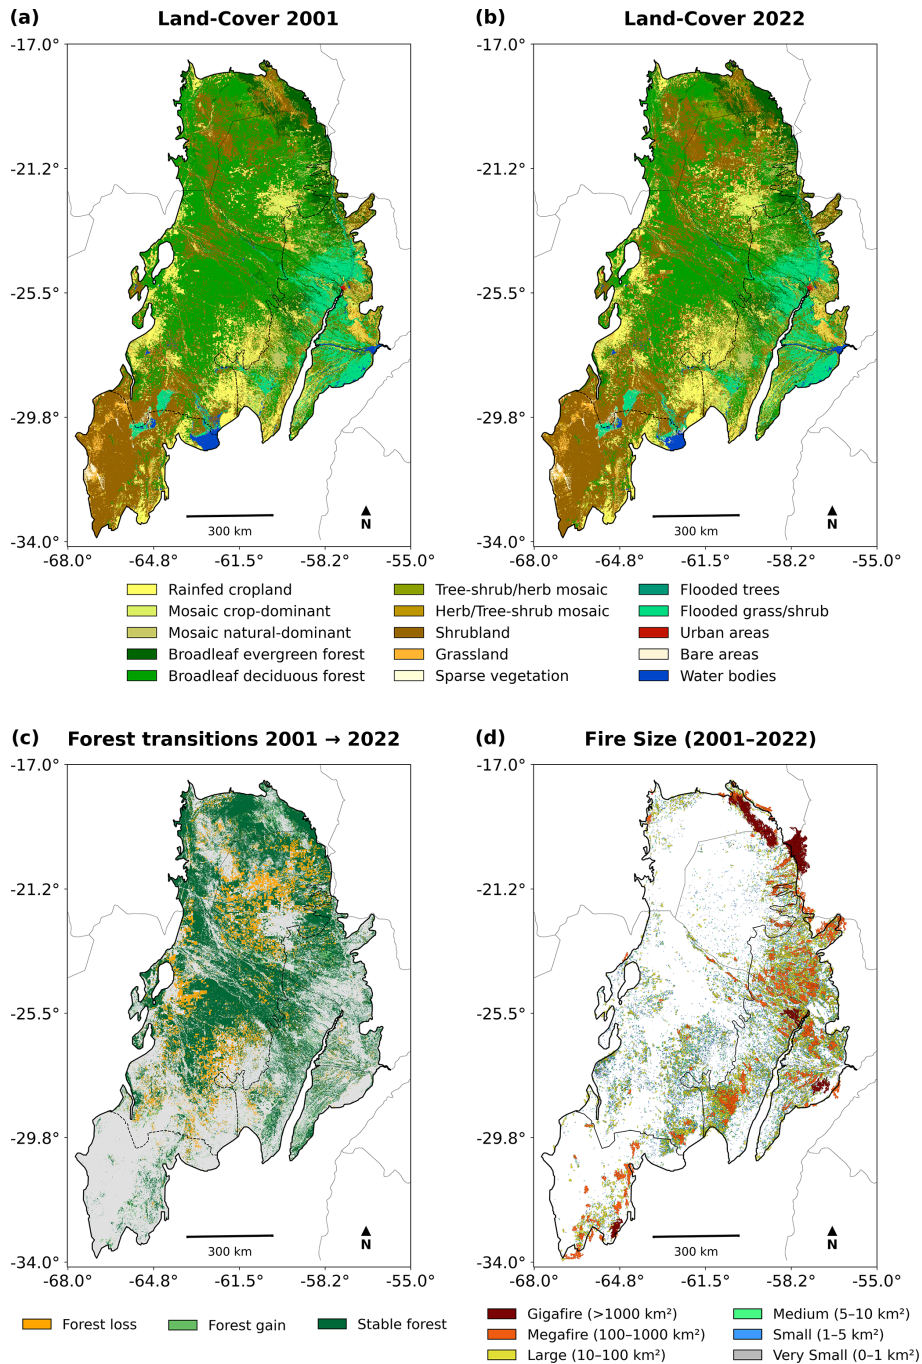 (a) Land-Cover 2001
(b) Land-Cover 2022
-17.0°
-21.2°
-25.5°
-29.8°
-34.0°
-68.0° -64.8° -61.5° -58.2° -55.0°
300 km
N
-17.0°
-21.2°
-25.5°
-29.8°
-34.0°
-68.0° -64.8° -61.5° -58.2° -55.0°
300 km
N
Rainfed cropland
Mosaic crop-dominant
Mosaic natural-dominant
Broadleaf evergreen forest
Broadleaf deciduous forest
Tree-shrub/herb mosaic
Herb/Tree-shrub mosaic
Shrubland
Grassland
Sparse vegetation
Flooded trees
Flooded grass/shrub
Urban areas
Bare areas
Water bodies
(c) Forest transitions 2001 → 2022
(d) Fire Size (2001–2022)
-17.0°
-21.2°
-25.5°
-29.8°
-34.0°
-68.0° -64.8° -61.5° -58.2° -55.0°
300 km
N
-17.0°
-21.2°
-25.5°
-29.8°
-34.0°
-68.0° -64.8° -61.5° -58.2° -55.0°
300 km
N
Forest loss
Forest gain
Stable forest
Gigafire (>1000 km²)
Megafire (100–1000 km²)
Large (10–100 km²)
Medium (5–10 km²)
Small (1–5 km²)
Very Small (0–1 km²)